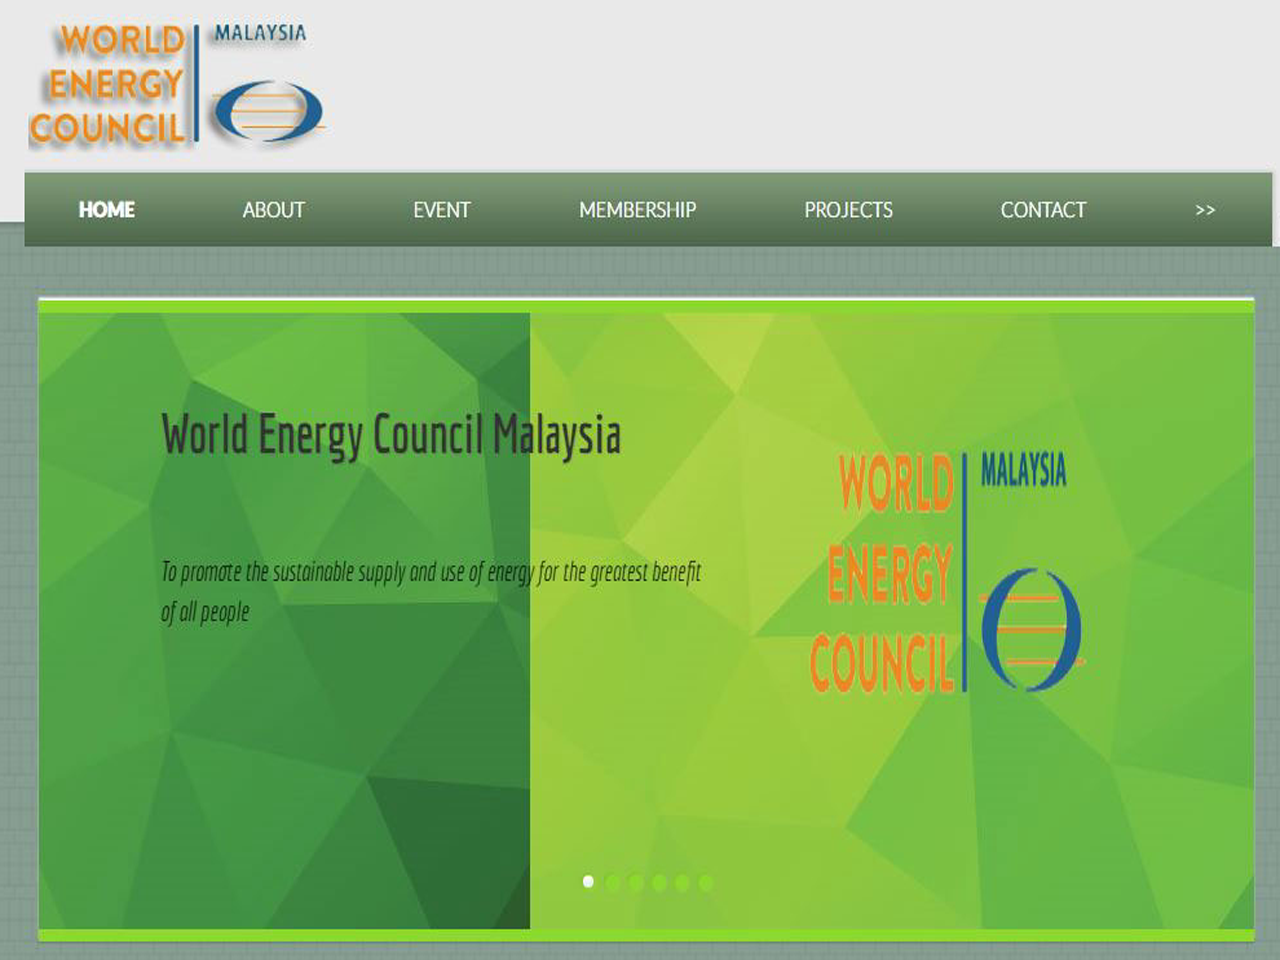 WORLD
ENERGY
COUNCIL
MALAYSIA
HOME ABOUT EVENT MEMBERSHIP PROJECTS CONTACT >>
World Energy Council Malaysia
To promote the sustainable supply and use of energy for the greatest benefit
of all people
WORLD
ENERGY
COUNCIL
MALAYSIA